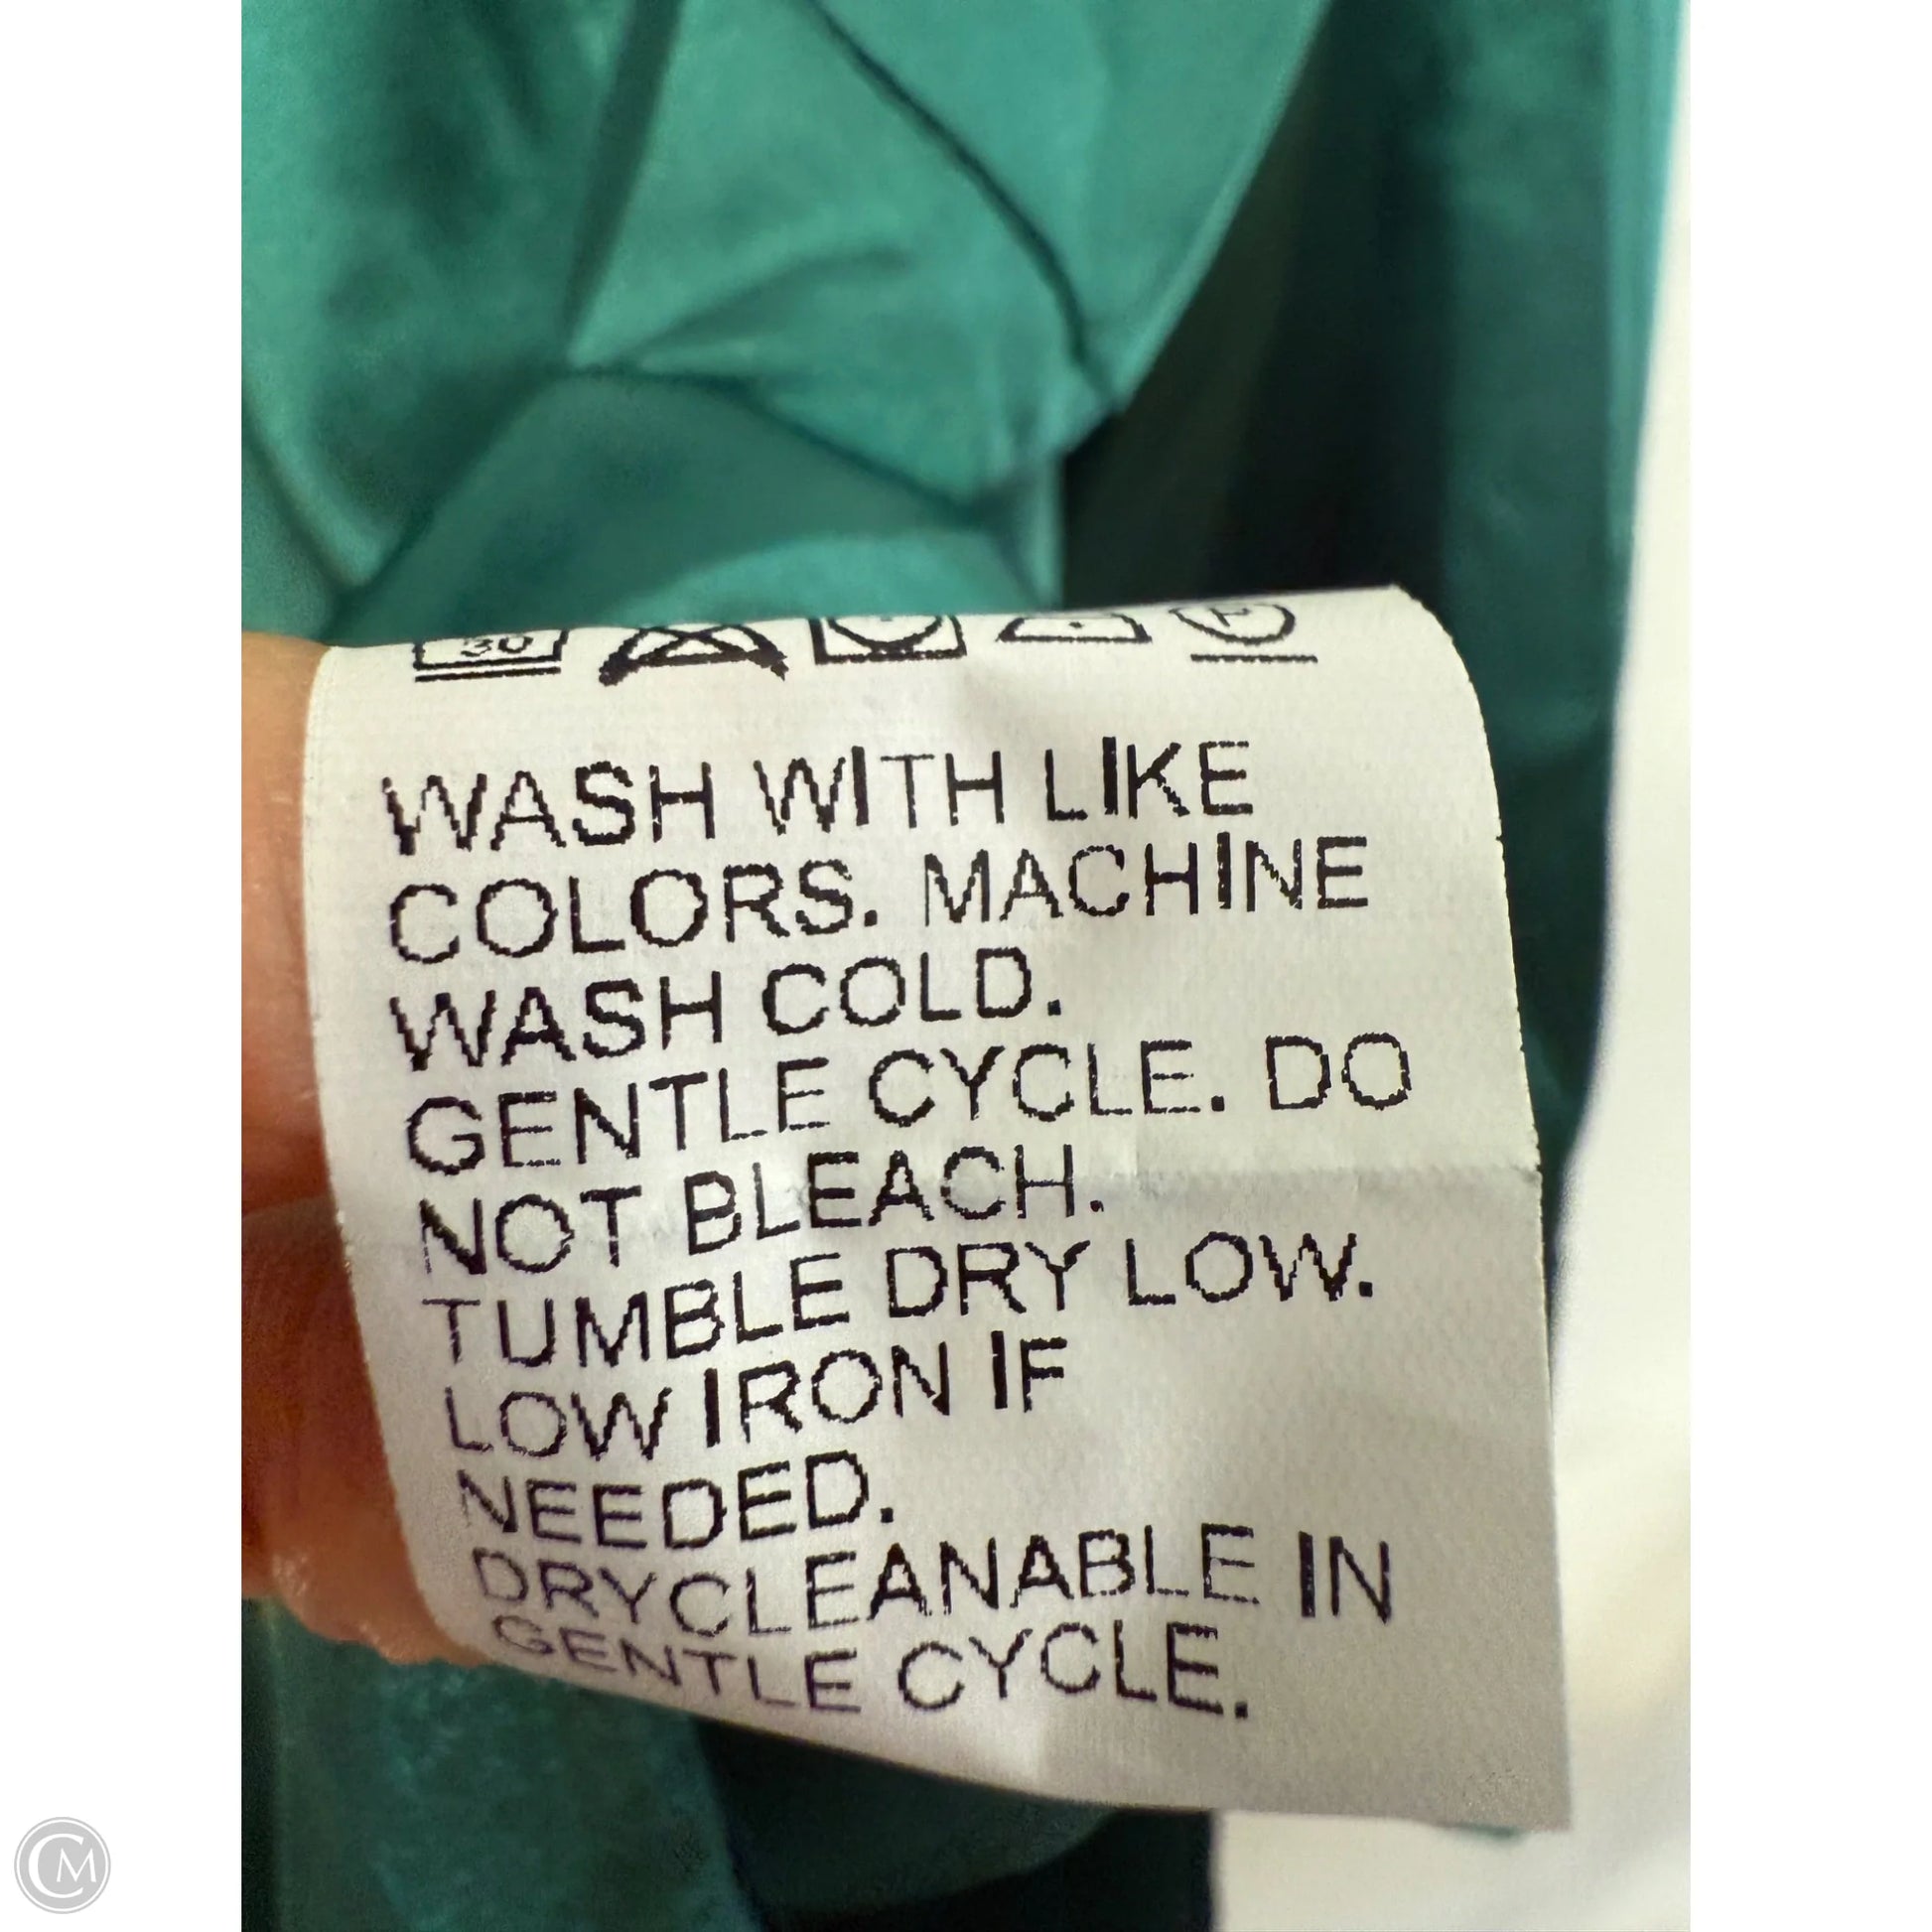 30
P
WASH WITH LIKE
COLORS. MACHINE
WASH COLD.
GENTLE CYCLE. DO
NOT BLEACH.
TUMBLE DRY LOW.
LOW IRON IF
NEEDED.
DRYCLEANABLE IN
GENTLE CYCLE.
CM